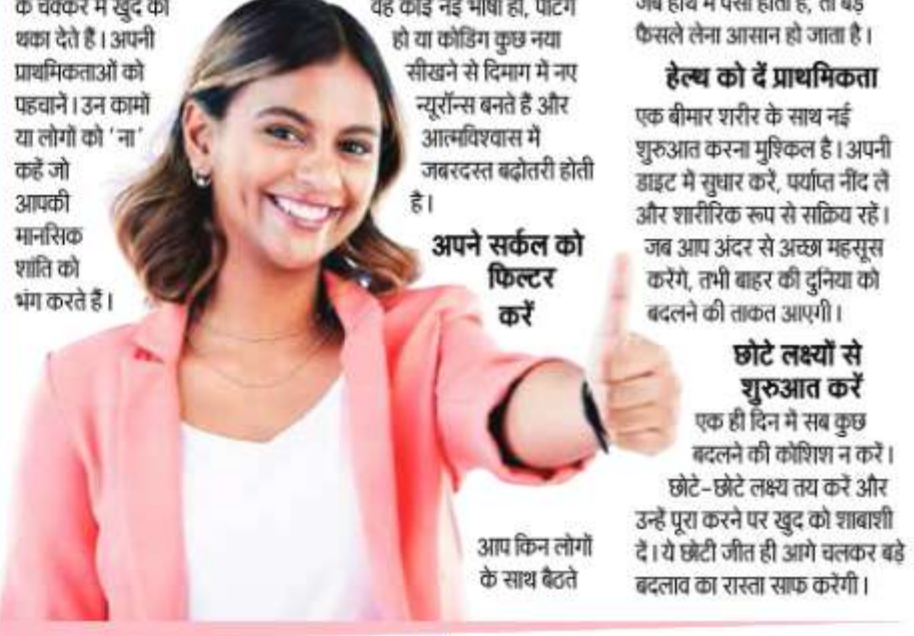 के चक्कर में खुद को
थका देते हैं। अपनी
प्राथमिकताओं को
पहचानें। उन कामों
या लोगों को 'ना'
कहें जो
आपकी
मानसिक
शांति को
भंग करते हैं।
वह कोई नई भाषा हो, पेंटिंग
हो या कोडिंग कुछ नया
सीखने से दिमाग में नए
न्यूरॉन्स बनते हैं और
आत्मविश्वास में
जबरदस्त बढ़ोतरी होती
है।
अपने सर्कल को
फिल्टर
करें
आप किन लोगों
के साथ बैठते
जब हाथ में पैसा होता है, तो बड़े
फैसले लेना आसान हो जाता है।
हेल्थ को दें प्राथमिकता
एक बीमार शरीर के साथ नई
शुरुआत करना मुश्किल है। अपनी
डाइट में सुधार करें, पर्याप्त नींद लें
और शारीरिक रूप से सक्रिय रहें।
जब आप अंदर से अच्छा महसूस
करेंगे, तभी बाहर की दुनिया को
बदलने की ताकत आएगी।
छोटे लक्ष्यों से
शुरुआत करें
एक ही दिन में सब कुछ
बदलने की कोशिश न करें।
छोटे-छोटे लक्ष्य तय करें और
उन्हें पूरा करने पर खुद को शाबाशी
दें। ये छोटी जीत ही आगे चलकर बड़े
बदलाव का रास्ता साफ करेंगी।